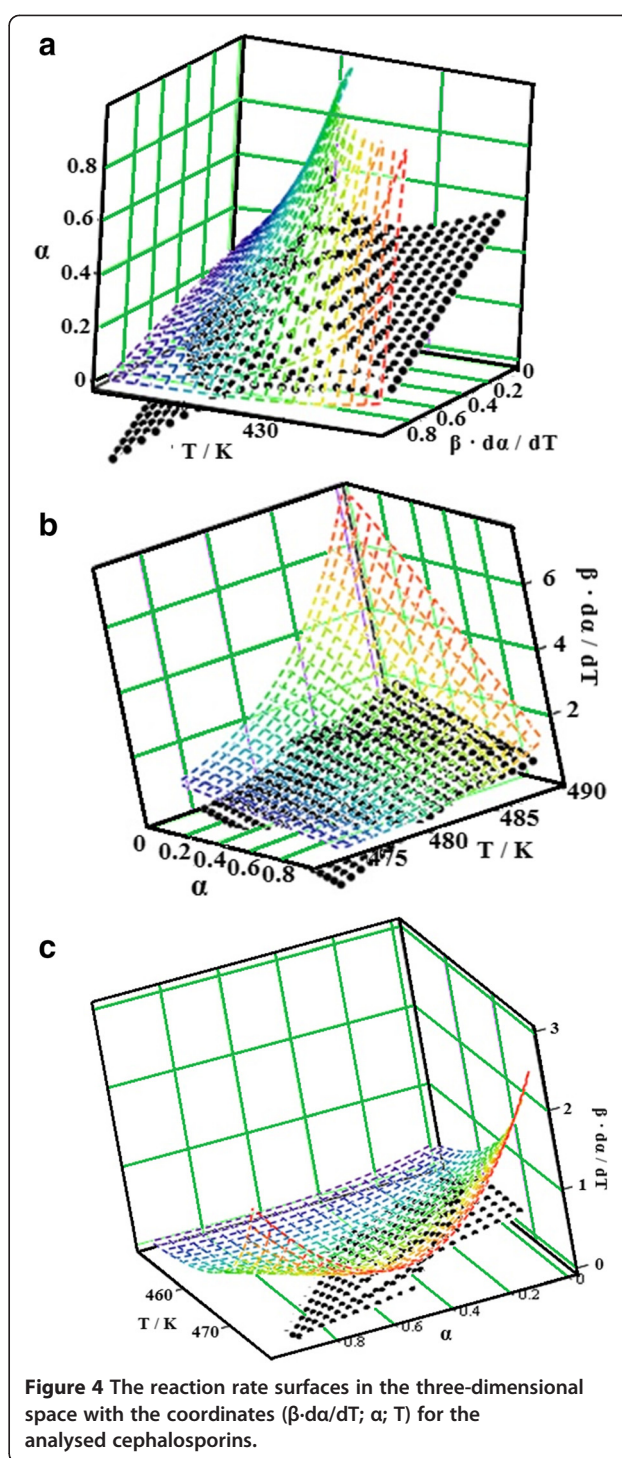 a
0.8
0.6
α
0.4
0.2
0
430
T / K
0
0.2
0.4
0.6
0.8
β · dα / dT
b
6
4
2
β · dα / dT
490
485
480
475
T / K
0
0.2
0.4
0.6
0.8
α
c
3
2
1
0
β · dα / dT
460
470
T / K
0
0.2
0.4
0.6
0.8
α
Figure 4 The reaction rate surfaces in the three-dimensional
space with the coordinates (β·dα/dT; α; T) for the
analysed cephalosporins.